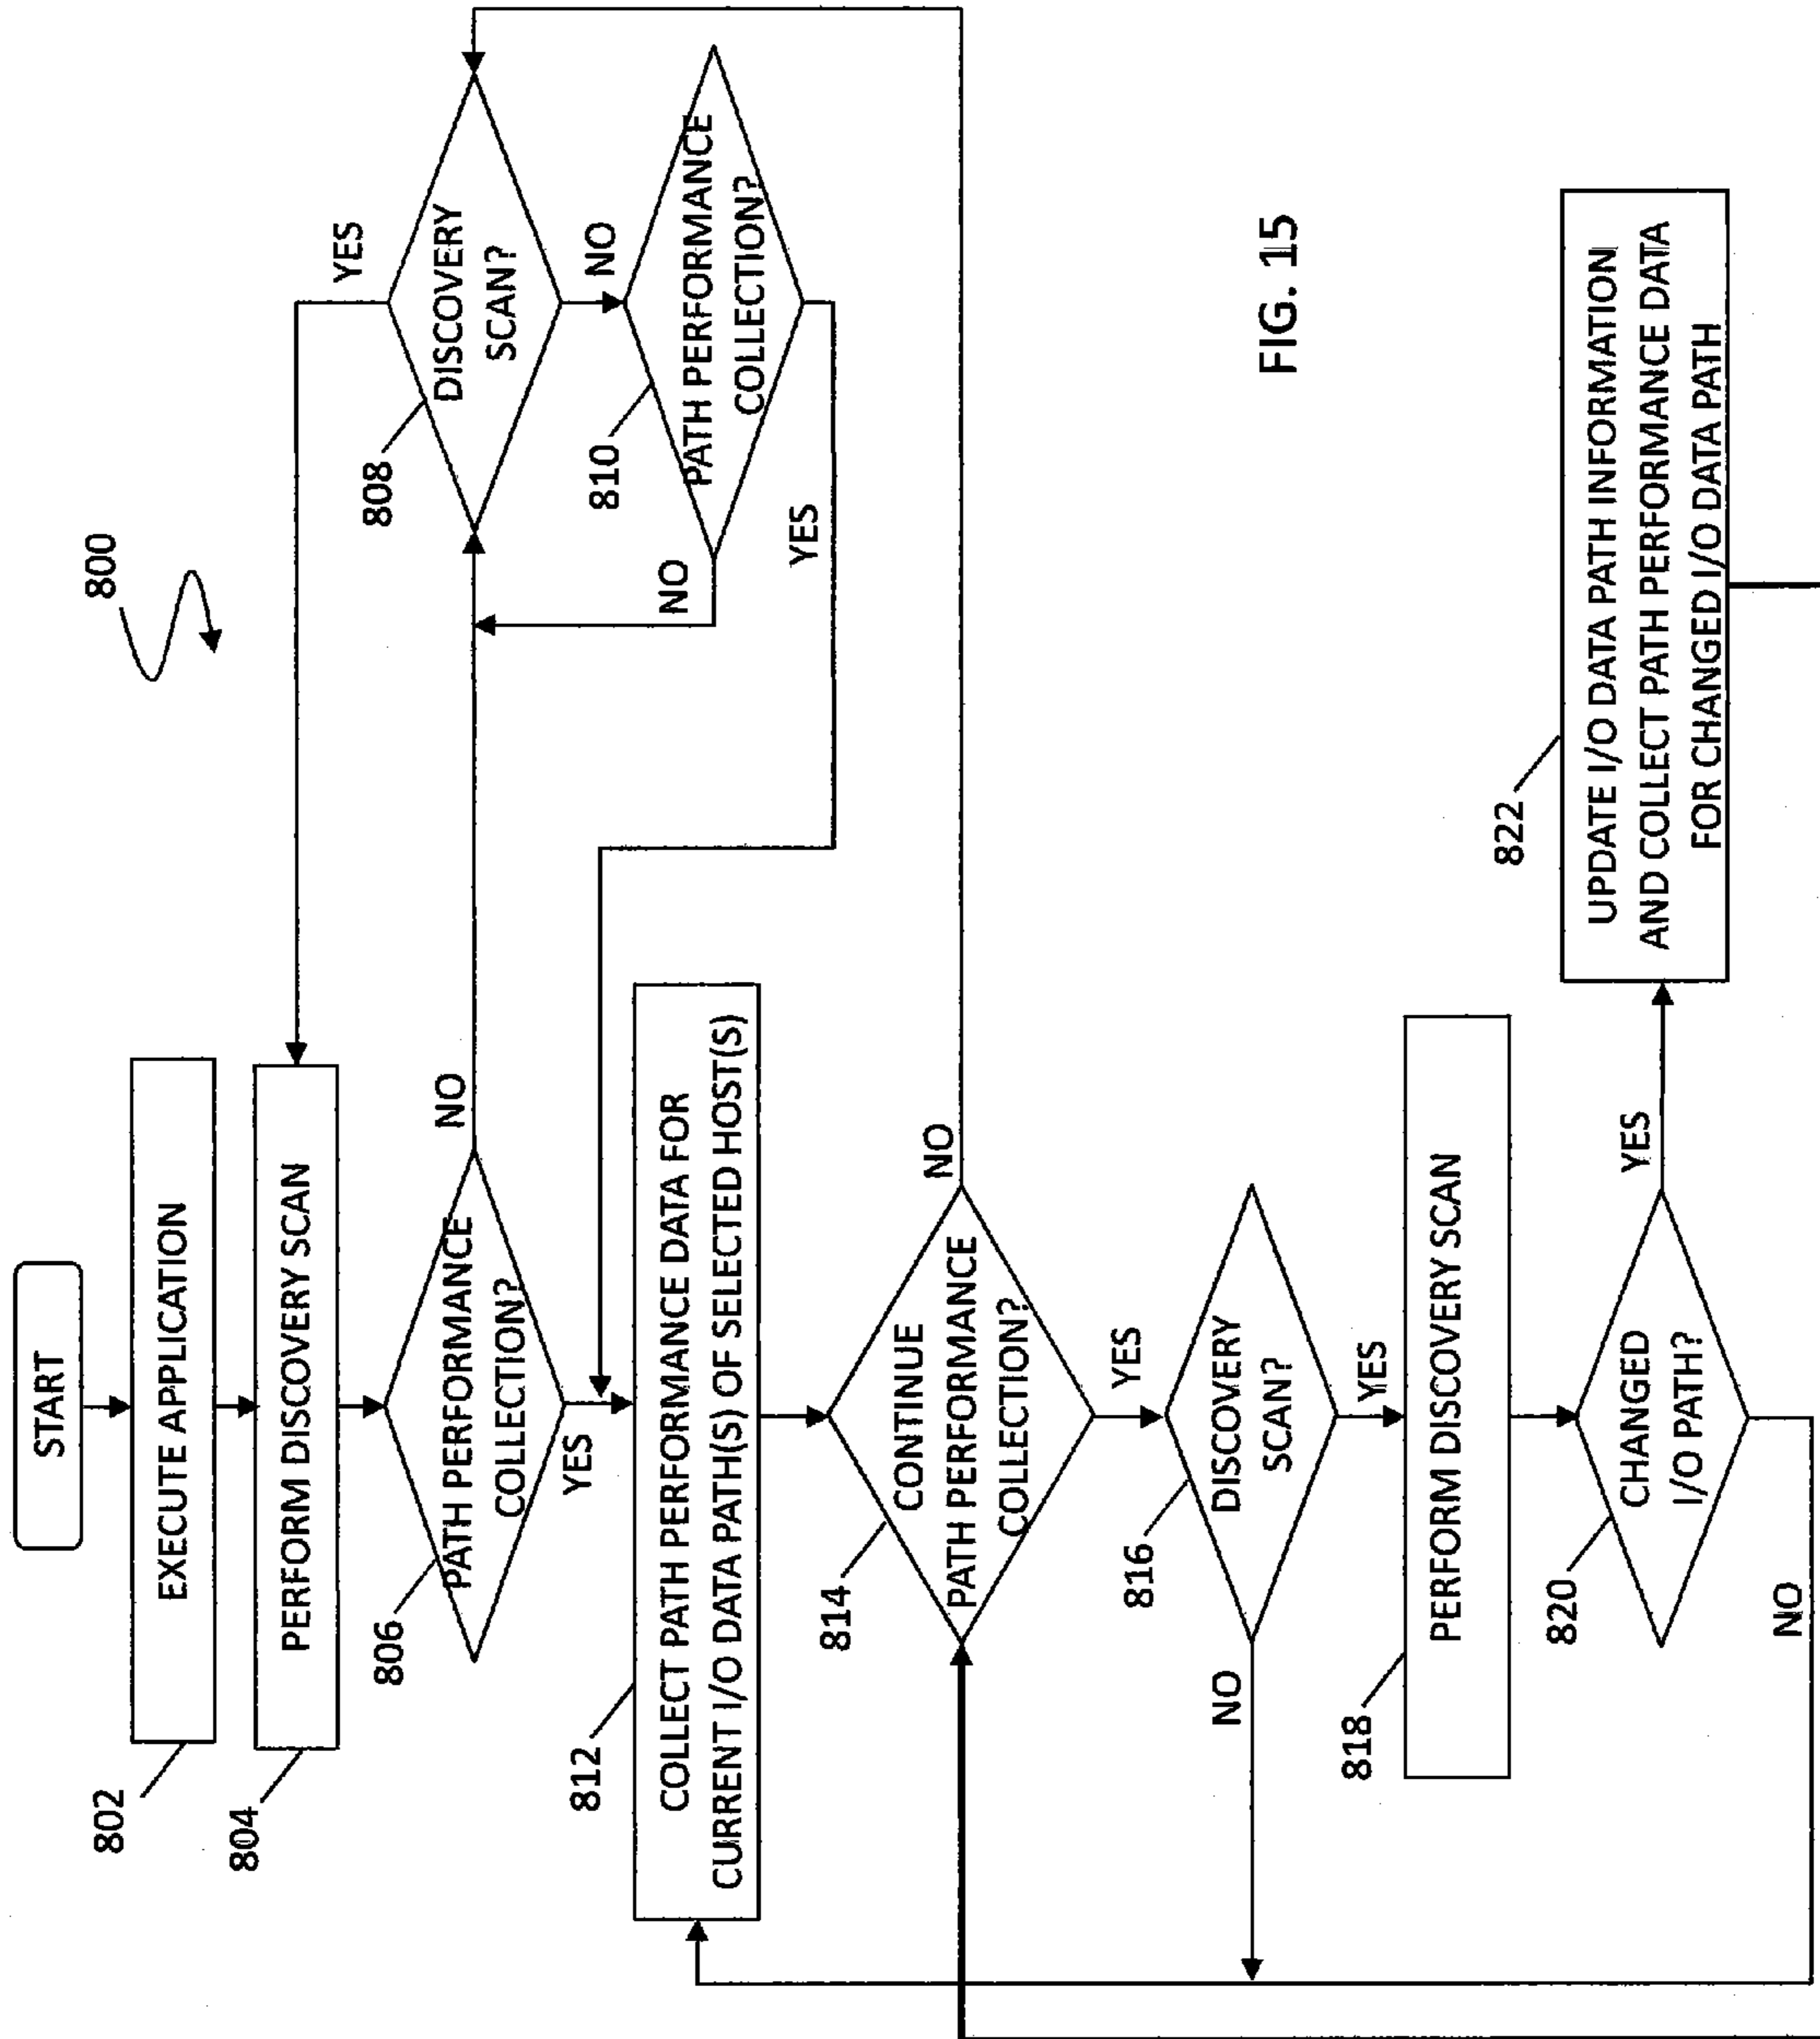 800
START
EXECUTE APPLICATION
802
PERFORM DISCOVERY SCAN
804
PATH PERFORMANCE
COLLECTION?
806
NO
YES
DISCOVERY
SCAN?
808
YES
NO
PATH PERFORMANCE
COLLECTION?
810
NO
YES
COLLECT PATH PERFORMANCE DATA FOR
CURRENT I/O DATA PATH(S) OF SELECTED HOST(S)
812
CONTINUE
PATH PERFORMANCE
COLLECTION?
814
NO
YES
DISCOVERY
SCAN?
816
NO
YES
PERFORM DISCOVERY SCAN
818
CHANGED
I/O PATH?
820
YES
NO
UPDATE I/O DATA PATH INFORMATION
AND COLLECT PATH PERFORMANCE DATA
FOR CHANGED I/O DATA PATH
822
FIG. 15